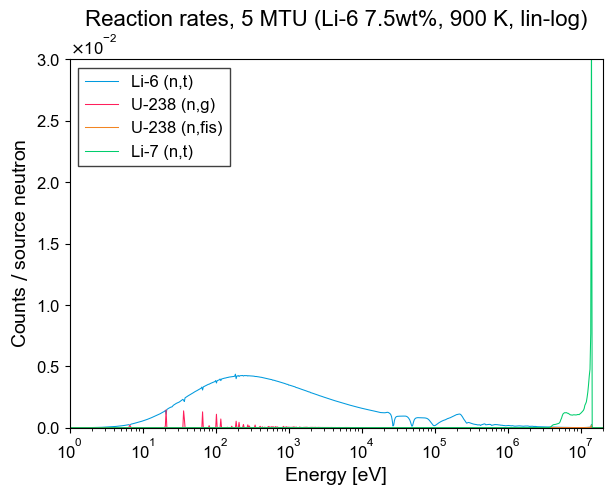 Reaction rates, 5 MTU (Li-6 7.5wt%, 900 K, lin-log)
×10⁻²
3.0
2.5
2.0
1.5
1.0
0.5
0.0
Li-6 (n,t)
U-238 (n,g)
U-238 (n,fis)
Li-7 (n,t)
Counts / source neutron
10⁰ 10¹ 10² 10³ 10⁴ 10⁵ 10⁶ 10⁷
Energy [eV]